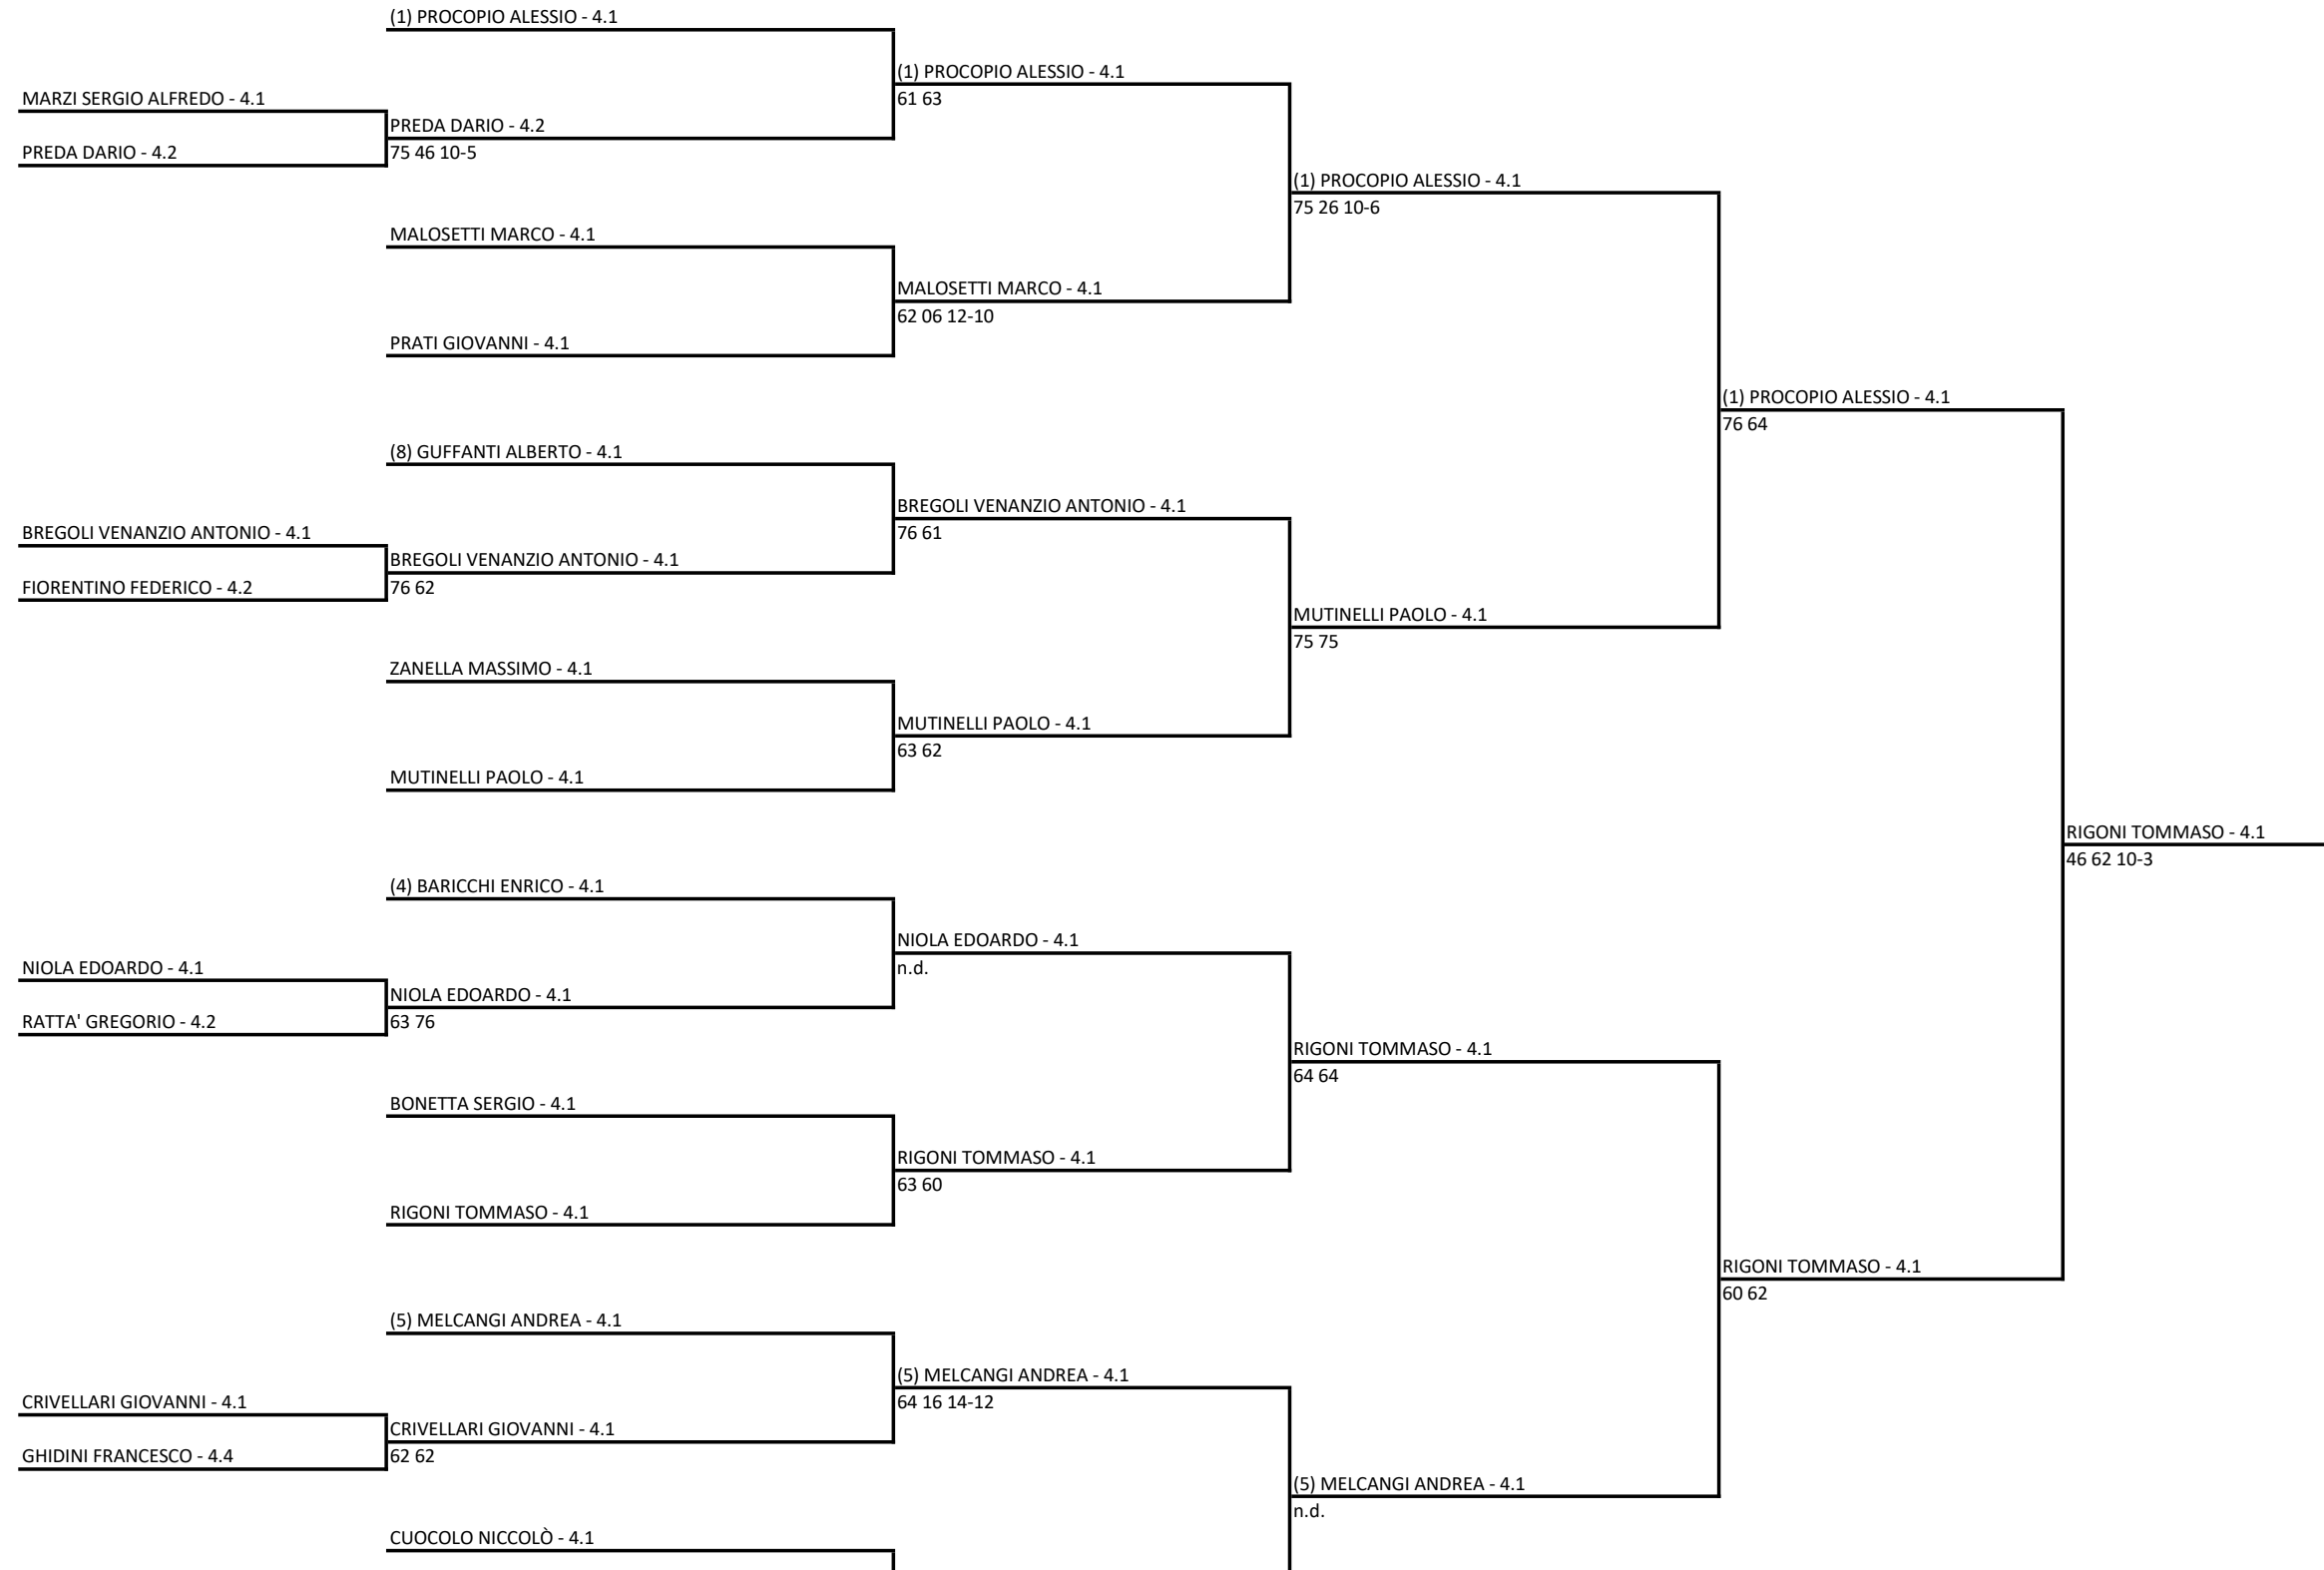 (1) PROCOPIO ALESSIO - 4.1
(1) PROCOPIO ALESSIO - 4.1
MARZI SERGIO ALFREDO - 4.1
61 63
PREDA DARIO - 4.2
PREDA DARIO - 4.2
75 46 10-5
(1) PROCOPIO ALESSIO - 4.1
75 26 10-6
MALOSETTI MARCO - 4.1
MALOSETTI MARCO - 4.1
62 06 12-10
PRATI GIOVANNI - 4.1
(1) PROCOPIO ALESSIO - 4.1
76 64
(8) GUFFANTI ALBERTO - 4.1
BREGOLI VENANZIO ANTONIO - 4.1
BREGOLI VENANZIO ANTONIO - 4.1
76 61
BREGOLI VENANZIO ANTONIO - 4.1
FIORENTINO FEDERICO - 4.2
76 62
MUTINELLI PAOLO - 4.1
75 75
ZANELLA MASSIMO - 4.1
MUTINELLI PAOLO - 4.1
63 62
MUTINELLI PAOLO - 4.1
RIGONI TOMMASO - 4.1
46 62 10-3
(4) BARICCHI ENRICO - 4.1
NIOLA EDOARDO - 4.1
NIOLA EDOARDO - 4.1
n.d.
NIOLA EDOARDO - 4.1
RATTA' GREGORIO - 4.2
63 76
RIGONI TOMMASO - 4.1
64 64
BONETTA SERGIO - 4.1
RIGONI TOMMASO - 4.1
63 60
RIGONI TOMMASO - 4.1
RIGONI TOMMASO - 4.1
60 62
(5) MELCANGI ANDREA - 4.1
(5) MELCANGI ANDREA - 4.1
CRIVELLARI GIOVANNI - 4.1
64 16 14-12
CRIVELLARI GIOVANNI - 4.1
GHIDINI FRANCESCO - 4.4
62 62
(5) MELCANGI ANDREA - 4.1
n.d.
CUOCOLO NICCOLÒ - 4.1